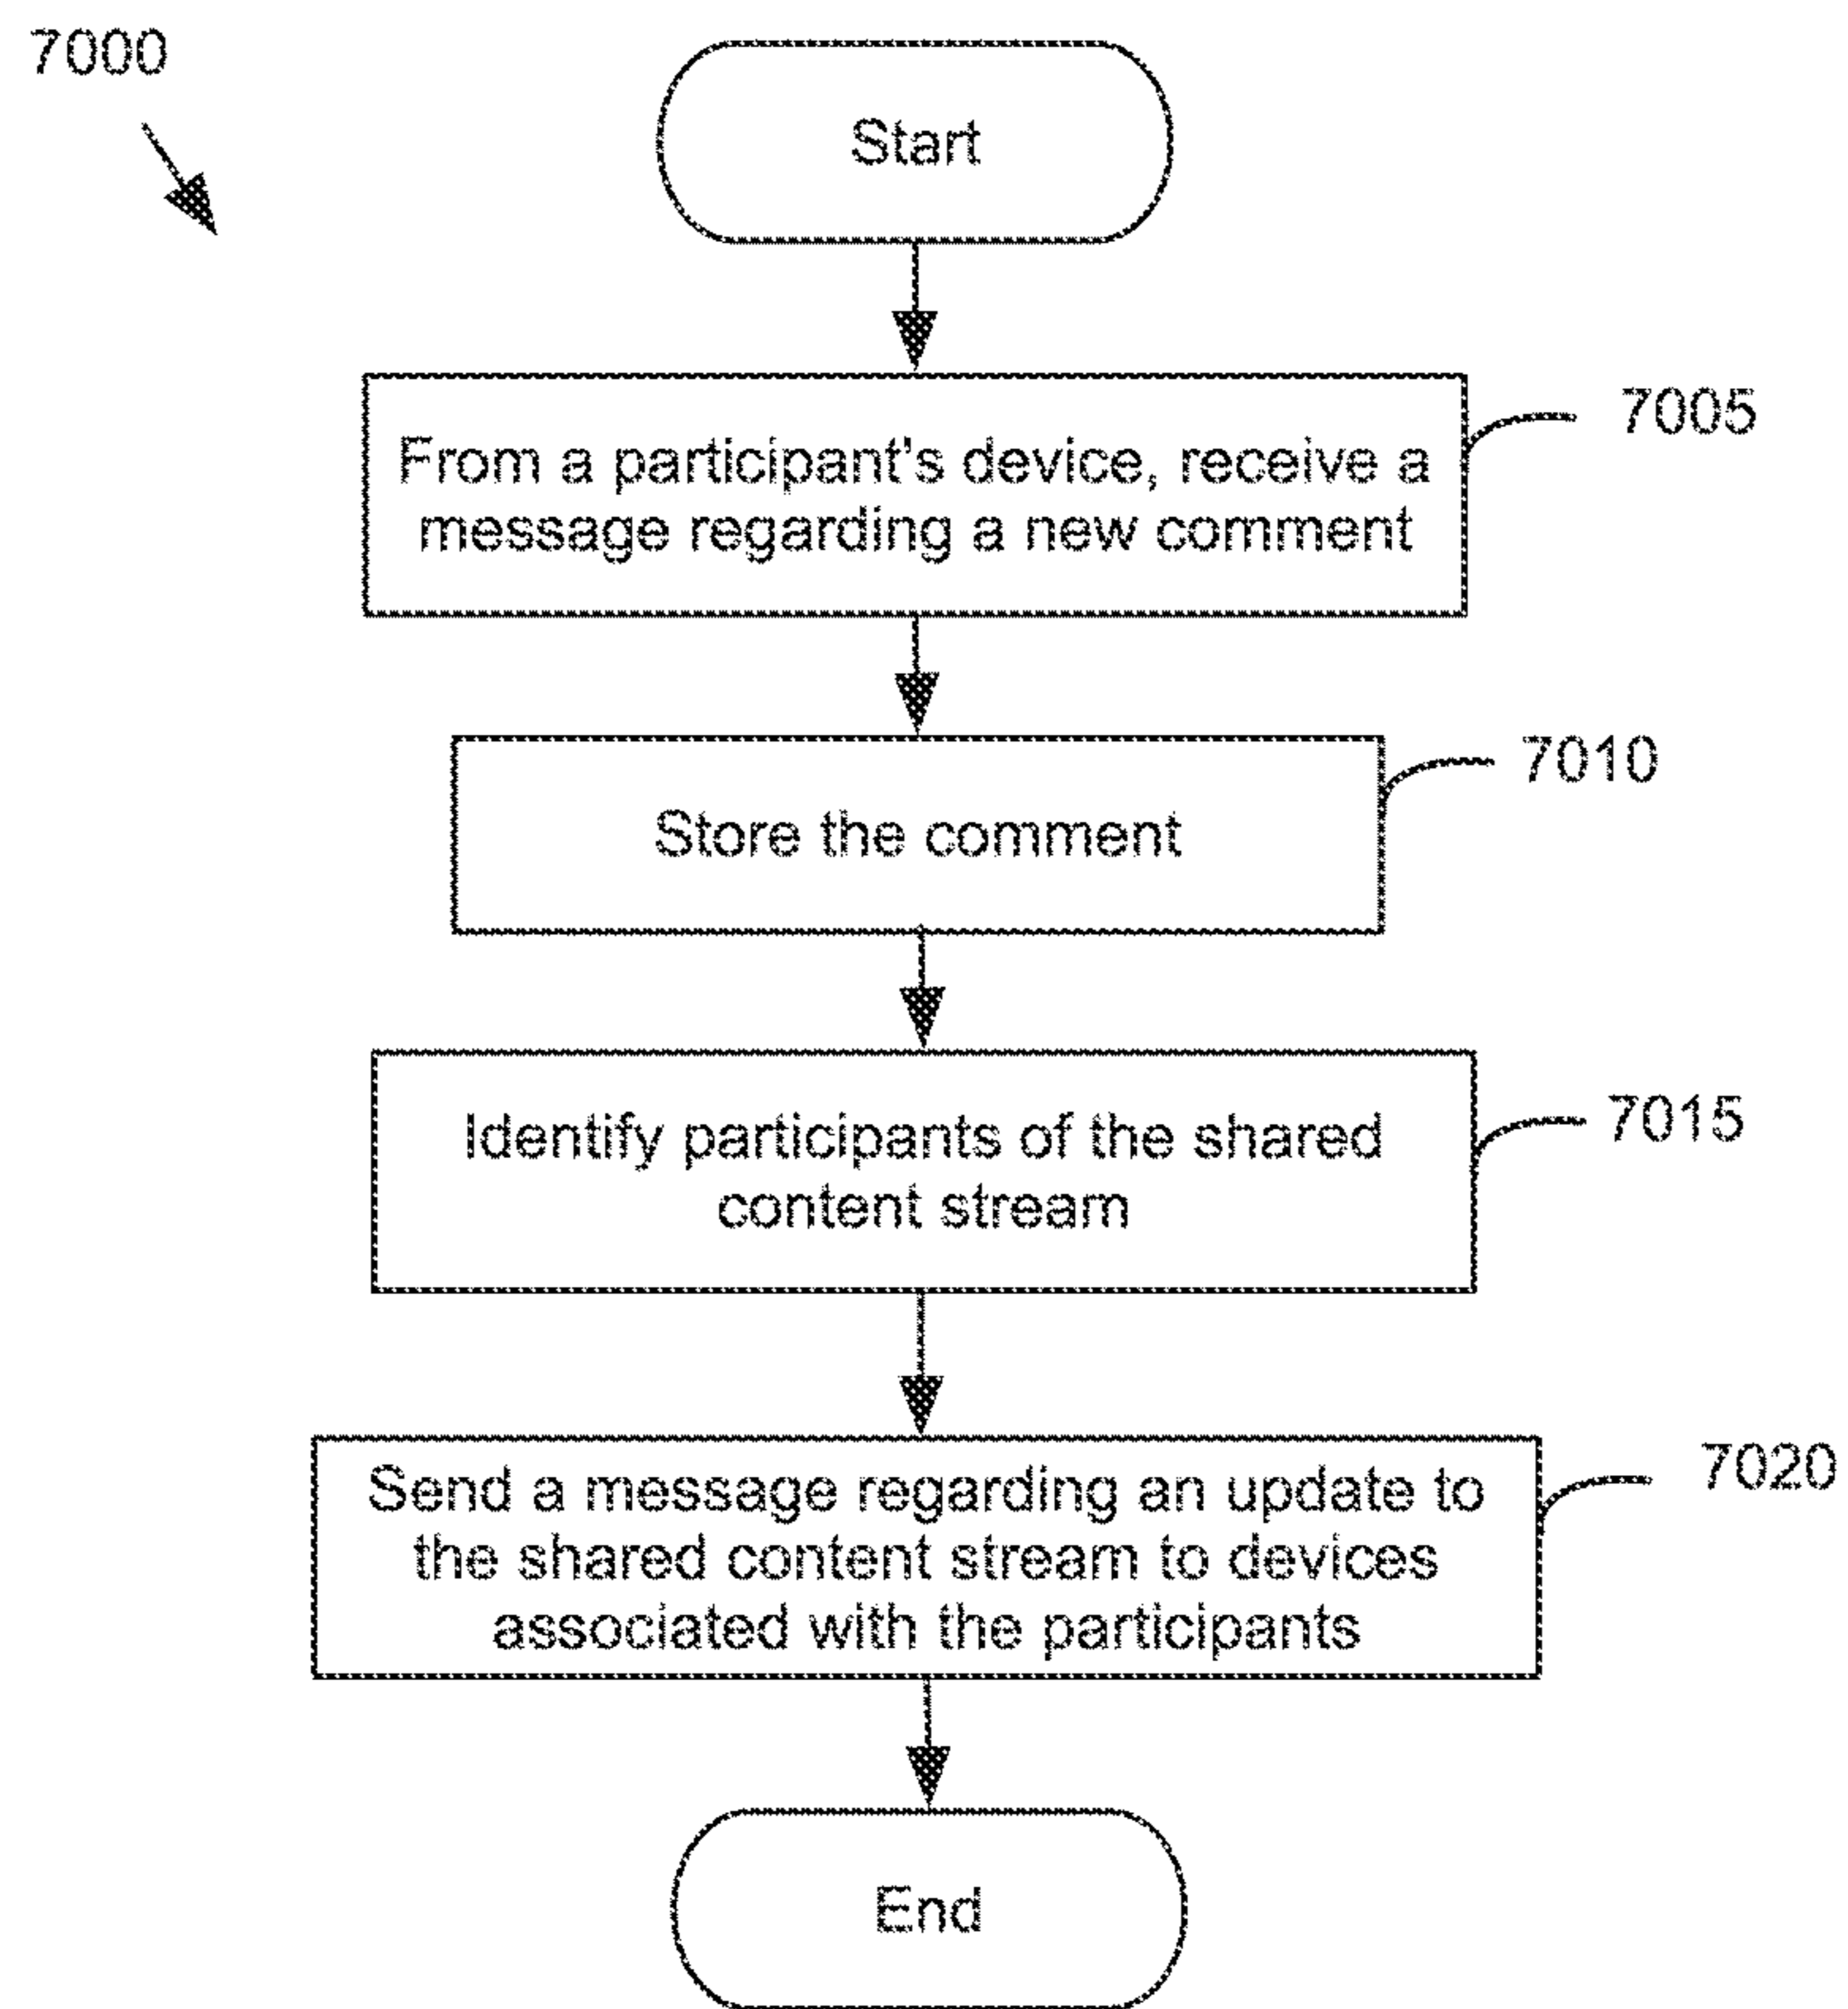 7000
Start
From a participant's device, receive a
message regarding a new comment
7005
Store the comment
7010
Identify participants of the shared
content stream
7015
Send a message regarding an update to
the shared content stream to devices
associated with the participants
7020
End